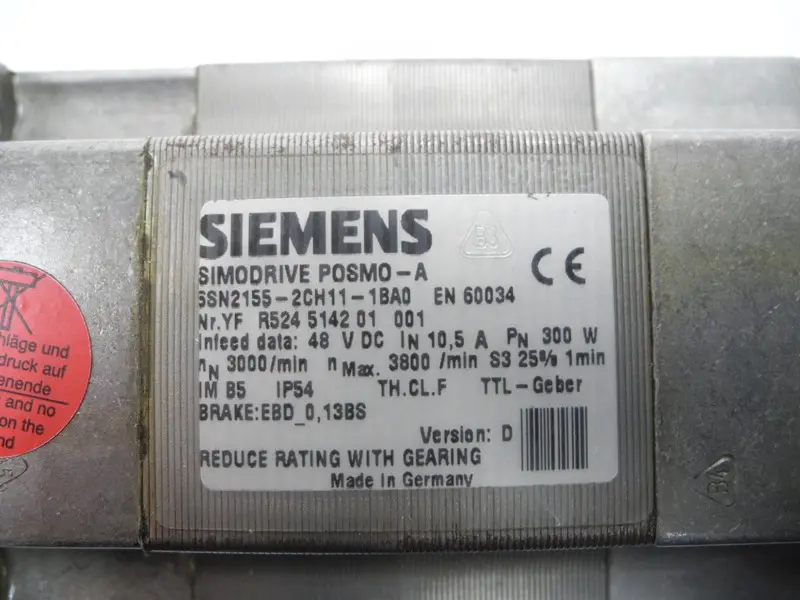 SIEMENS
SIMODRIVE POSMO-A
6SN2155-2CH11-1BA0 EN 60034
Nr.YF R524 5142 01 001
Infeed data: 48 V DC IN 10,5 A PN 300 W
nN 3000/min nMax. 3800 /min S3 25% 1min
IM B5 IP54 TH.CL.F TTL-Geber
BRAKE:EBD_0,13BS
Version: D
REDUCE RATING WITH GEARING
Made in Germany
CE
und
druck auf
and no
on the